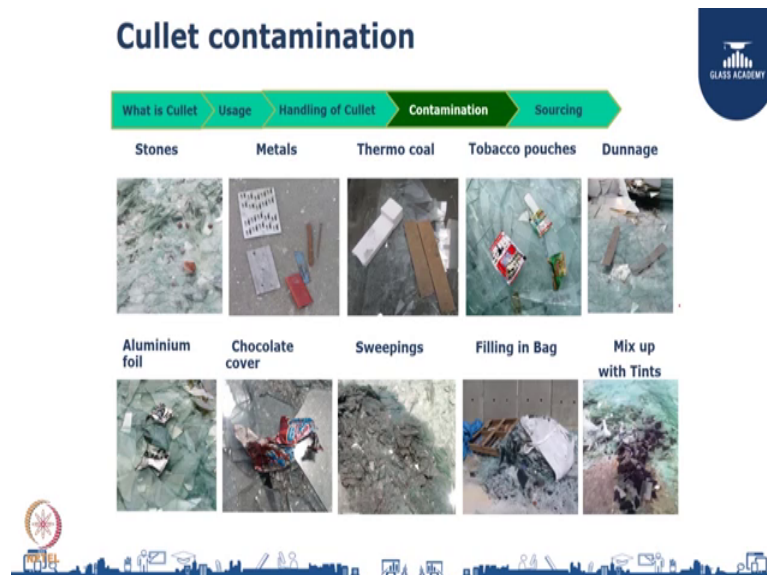 Cullet contamination
GLASS ACADEMY
What is Cullet Usage Handling of Cullet Contamination Sourcing
Stones Metals Thermo coal Tobacco pouches Dunnage
Aluminium foil Chocolate cover Sweepings Filling in Bag Mix up with Tints
NPTEL